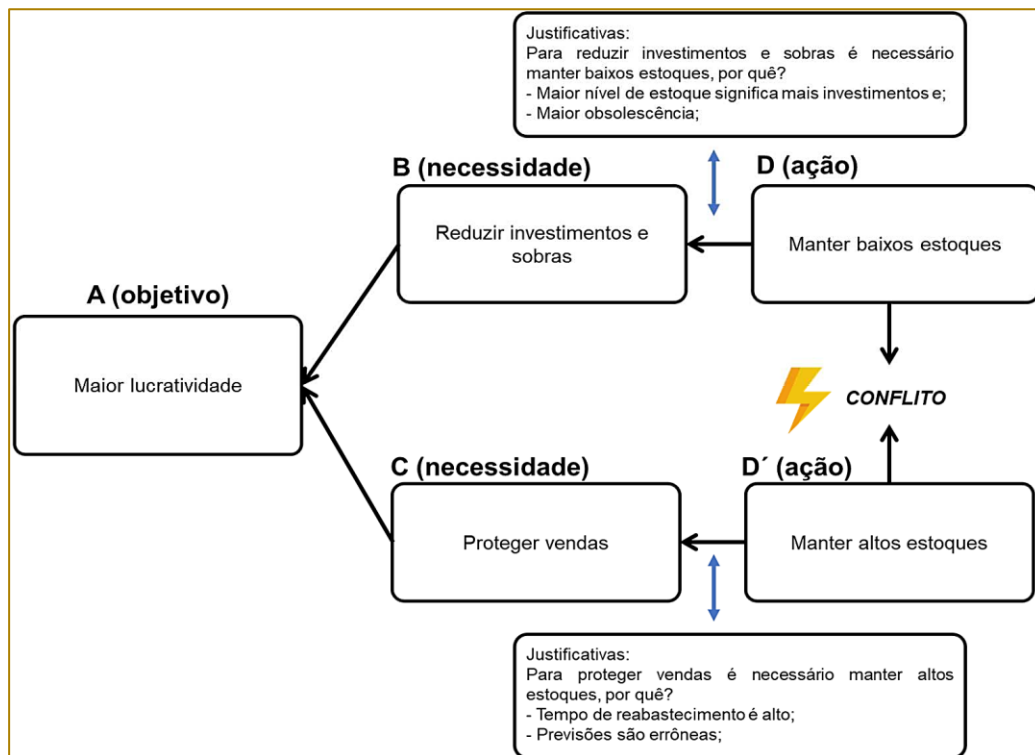 Justificativas:
Para reduzir investimentos e sobras é necessário
manter baixos estoques, por quê?
- Maior nível de estoque significa mais investimentos e;
- Maior obsolescência;
B (necessidade)
D (ação)
Reduzir investimentos e
sobras
Manter baixos estoques
A (objetivo)
Maior lucratividade
CONFLITO
C (necessidade)
D´ (ação)
Proteger vendas
Manter altos estoques
Justificativas:
Para proteger vendas é necessário manter altos
estoques, por quê?
- Tempo de reabastecimento é alto;
- Previsões são errôneas;